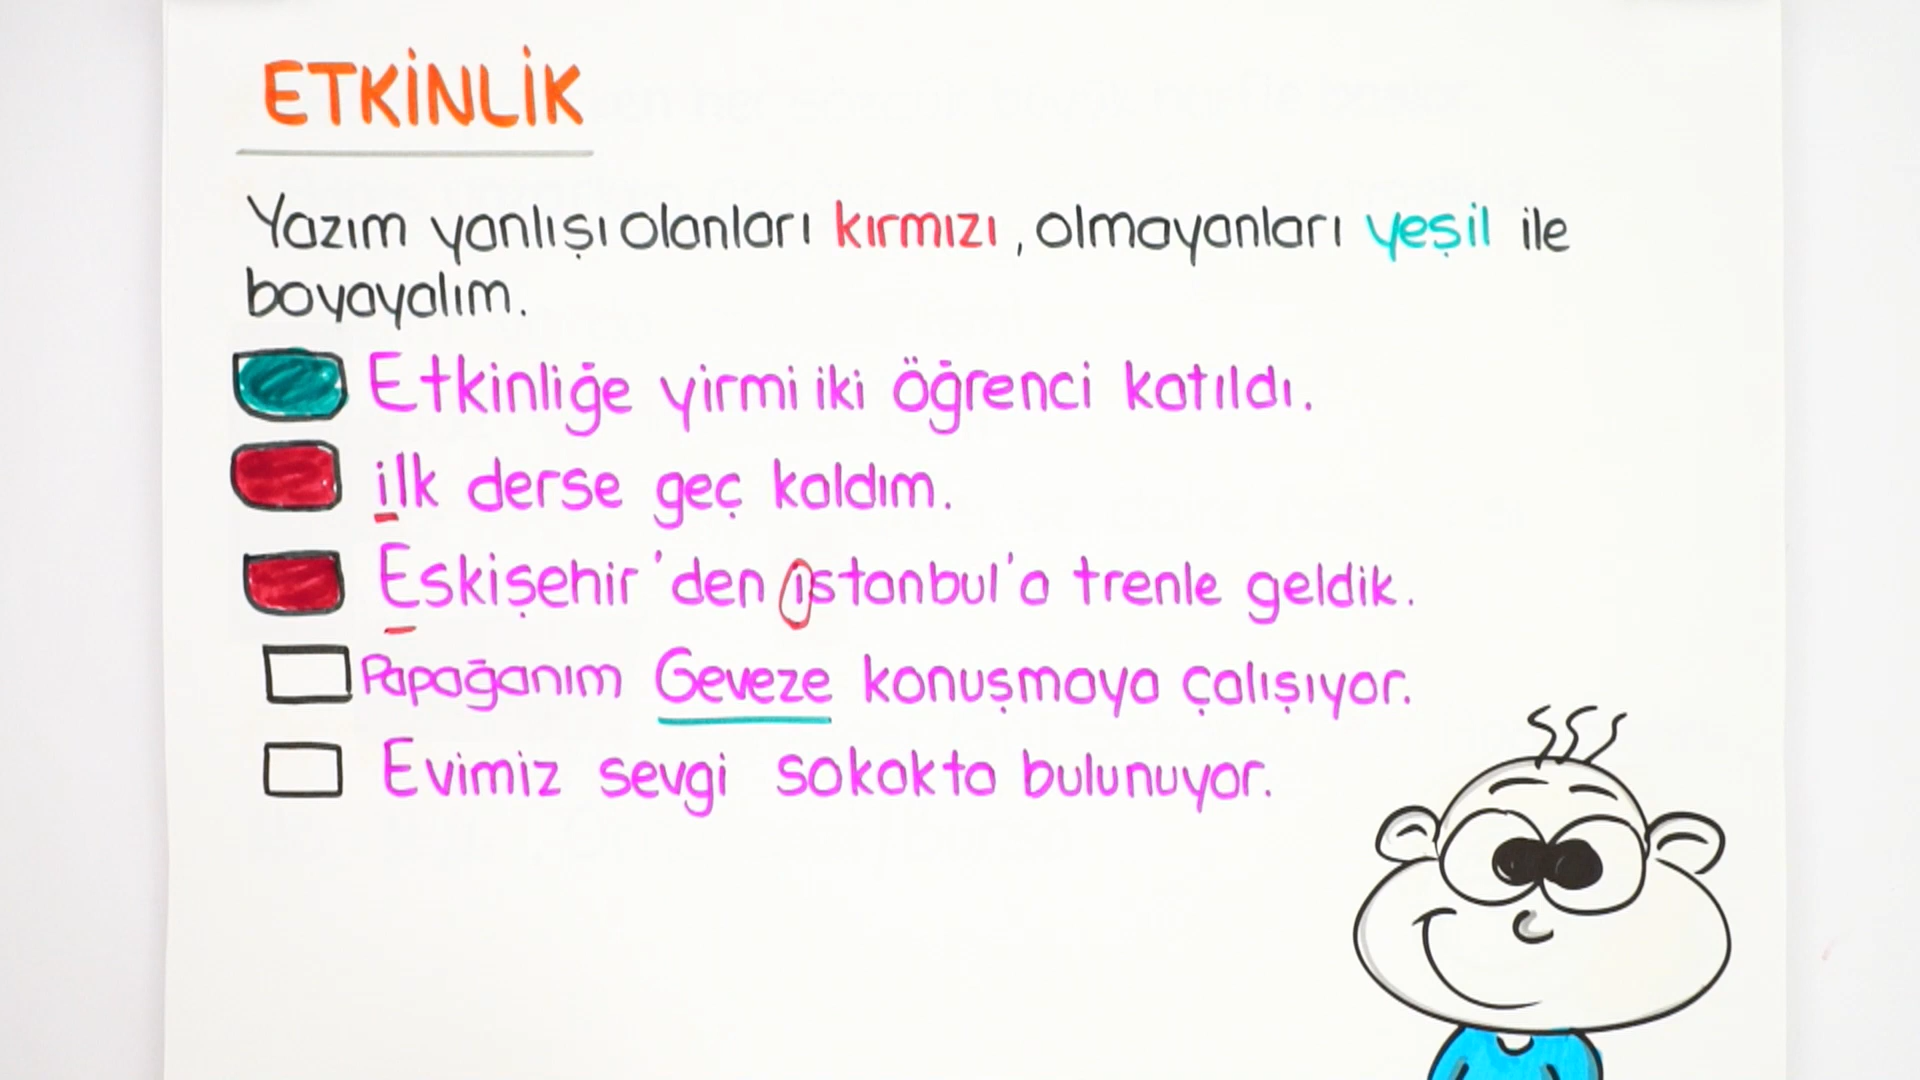 ETKİNLİK
Yazım yanlışı olanları kırmızı, olmayanları yeşil ile
boyayalım.
Etkinliğe yirmi iki öğrenci katıldı.
ilk derse geç kaldım.
Eskişehir'den istanbul'a trenle geldik.
Papağanım Geveze konuşmaya çalışıyor.
Evimiz sevgi sokakta bulunuyor.